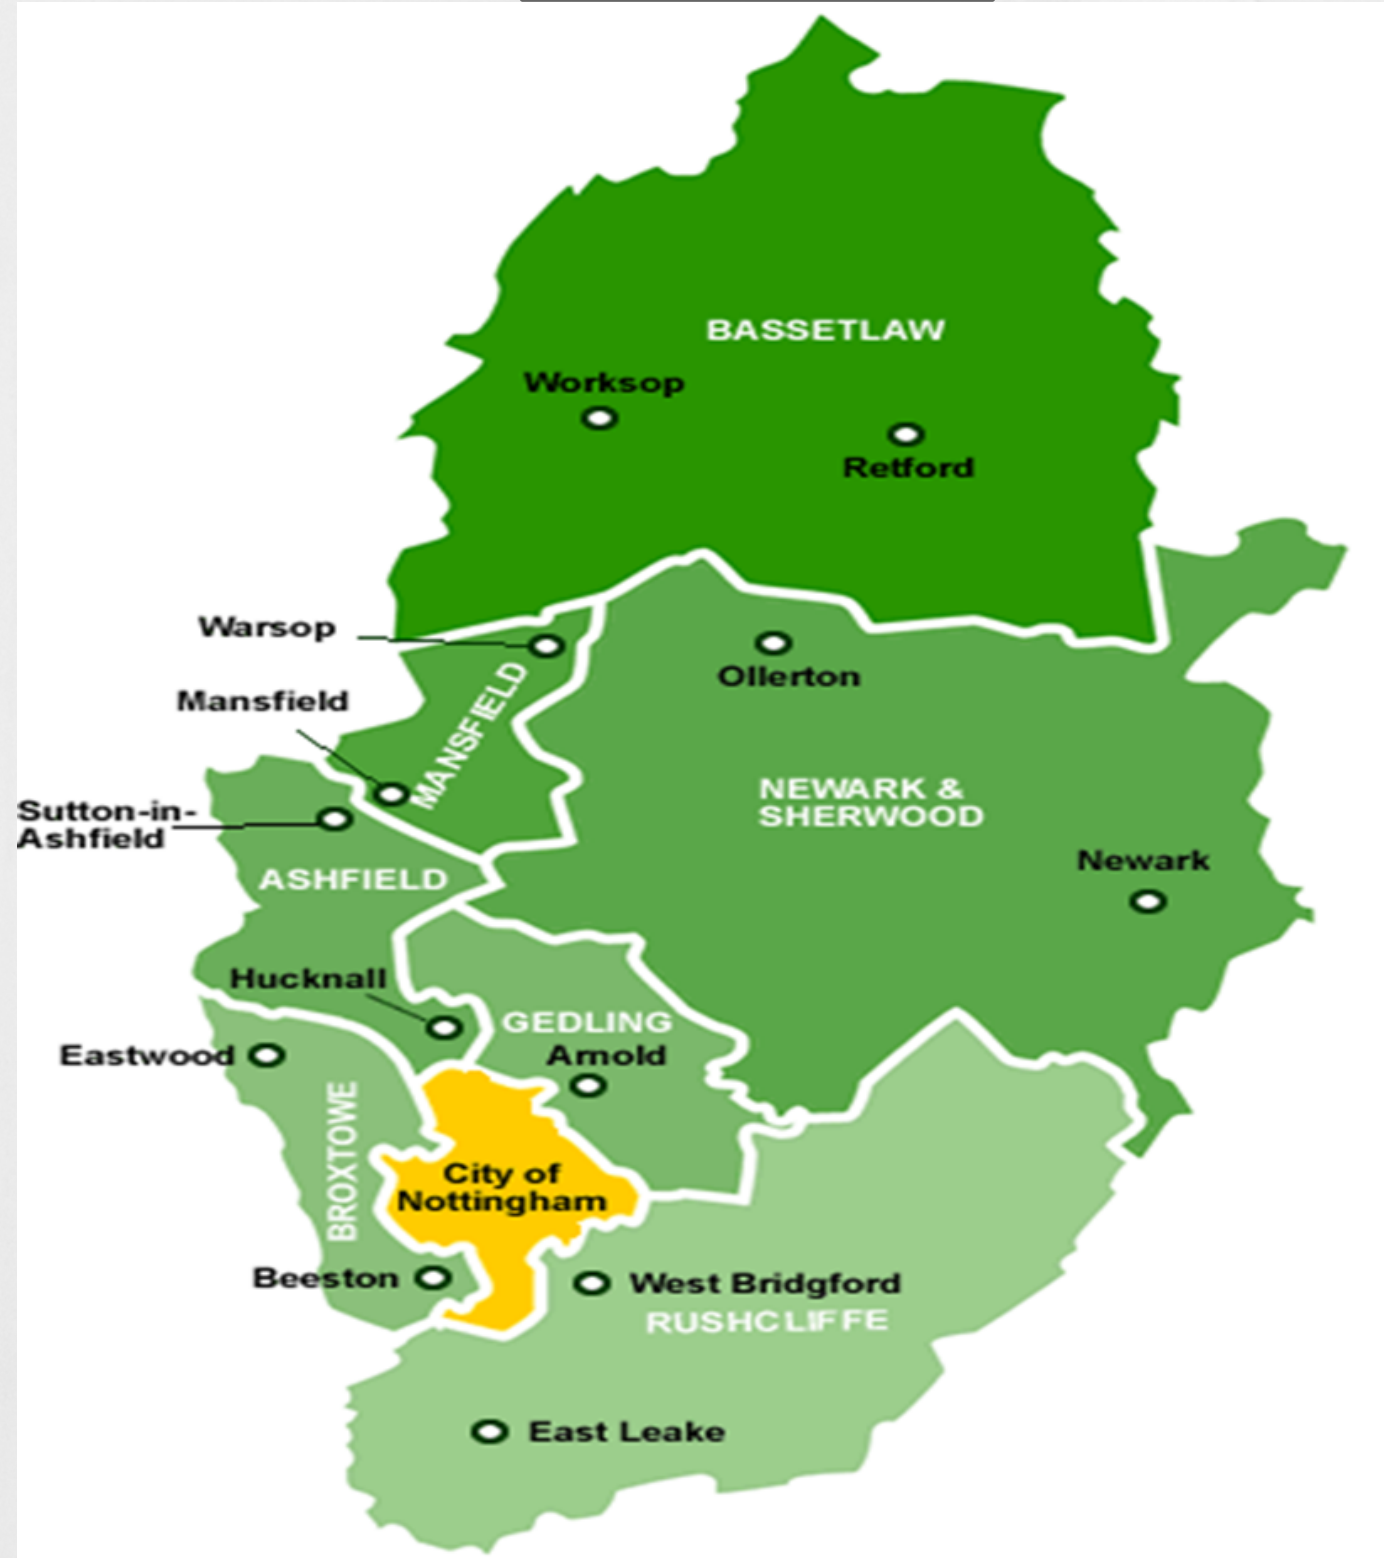 BASSETLAW
Worksop
Retford
Warsop
Ollerton
Mansfield
MANSFIELD
NEWARK &
SHERWOOD
Sutton-in-
Ashfield
Newark
ASHFIELD
Hucknall
GEDLING
Eastwood
Arnold
BROXTOWE
City of
Nottingham
Beeston
West Bridgford
RUSHCLIFFE
East Leake